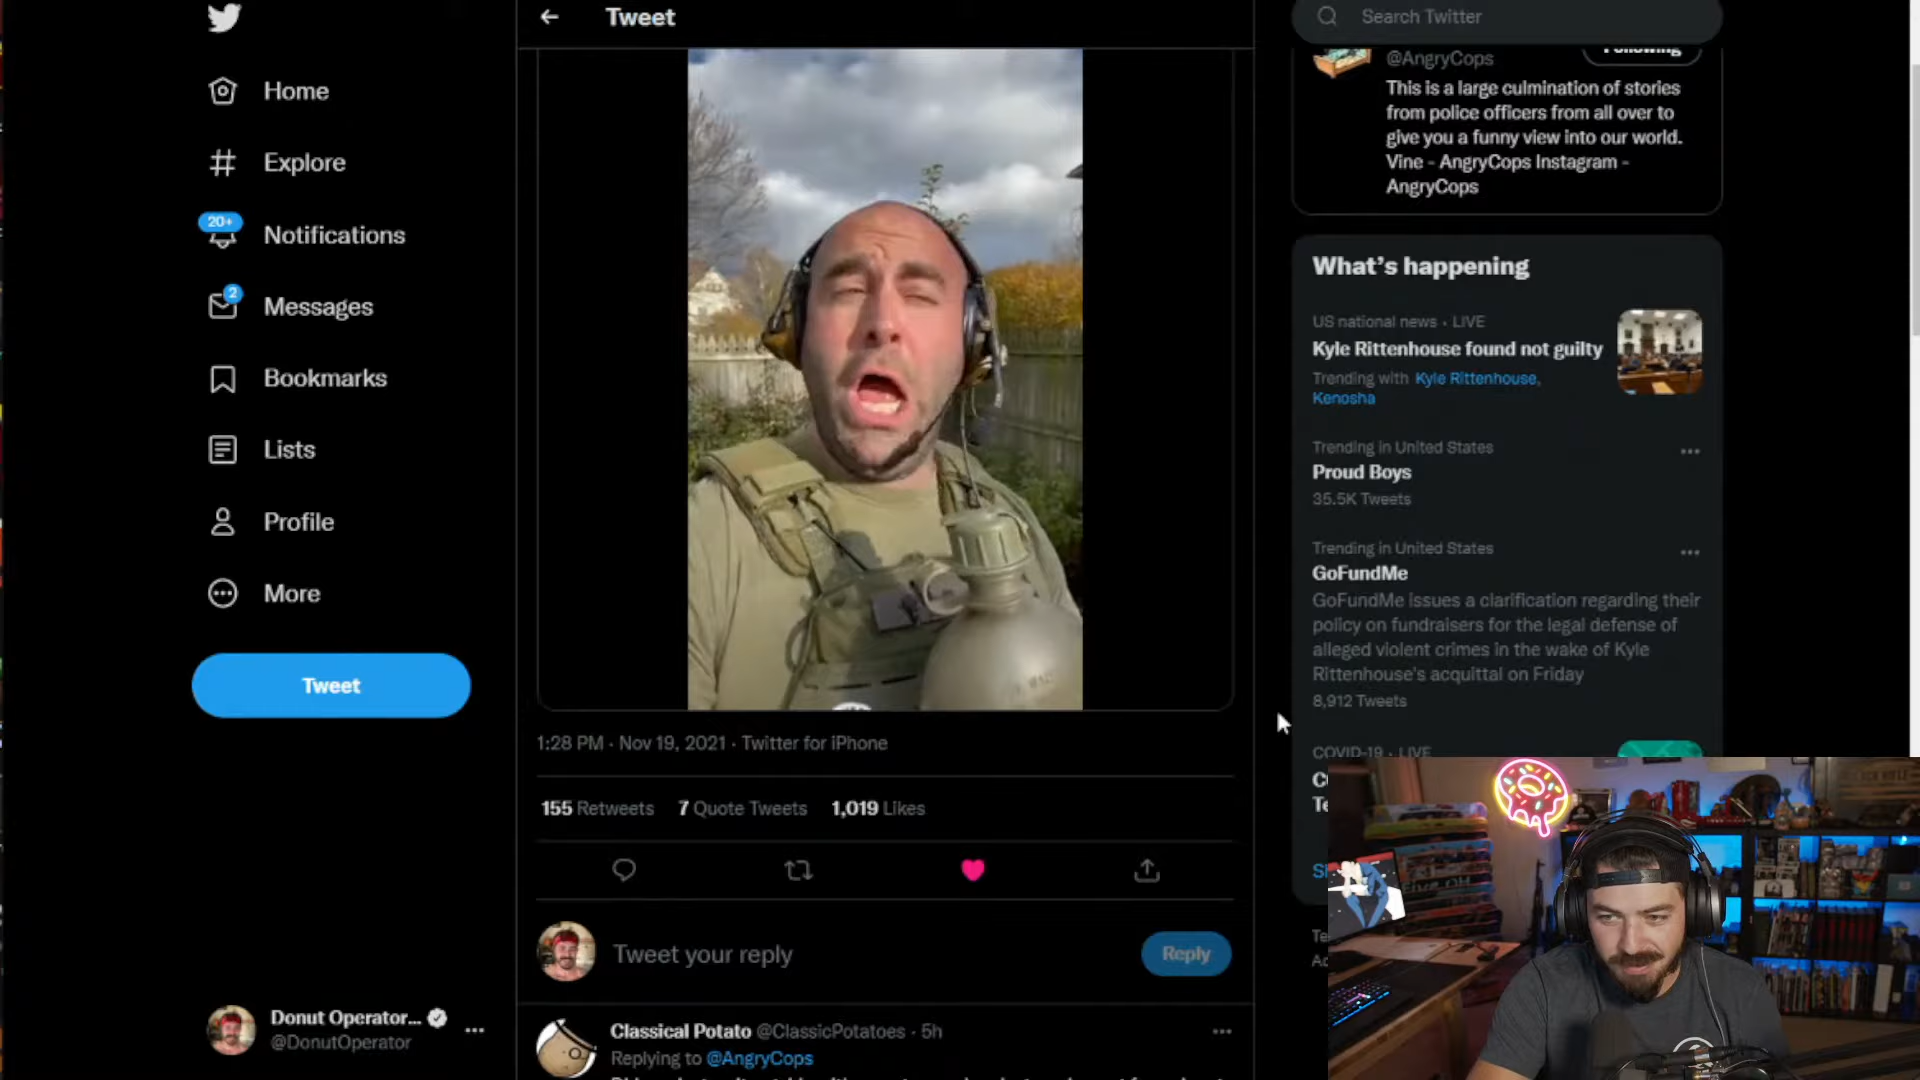 Tweet
Search Twitter
Home
Explore
20+
Notifications
2
Messages
Bookmarks
Lists
Profile
More
Tweet
Donut Operator...
@DonutOperator
1:28 PM · Nov 19, 2021 · Twitter for iPhone
155 Retweets 7 Quote Tweets 1,019 Likes
Tweet your reply
Reply
Classical Potato @ClassicPotatoes · 5h
Replying to @AngryCops
@AngryCops
Following
This is a large culmination of stories
from police officers from all over to
give you a funny view into our world.
Vine - AngryCops Instagram -
AngryCops
What's happening
US national news · LIVE
Kyle Rittenhouse found not guilty
Trending with Kyle Rittenhouse,
Kenosha
Trending in United States
Proud Boys
35.5K Tweets
Trending in United States
GoFundMe
GoFundMe issues a clarification regarding their
policy on fundraisers for the legal defense of
alleged violent crimes in the wake of Kyle
Rittenhouse's acquittal on Friday
8,912 Tweets
COVID-19 · LIVE